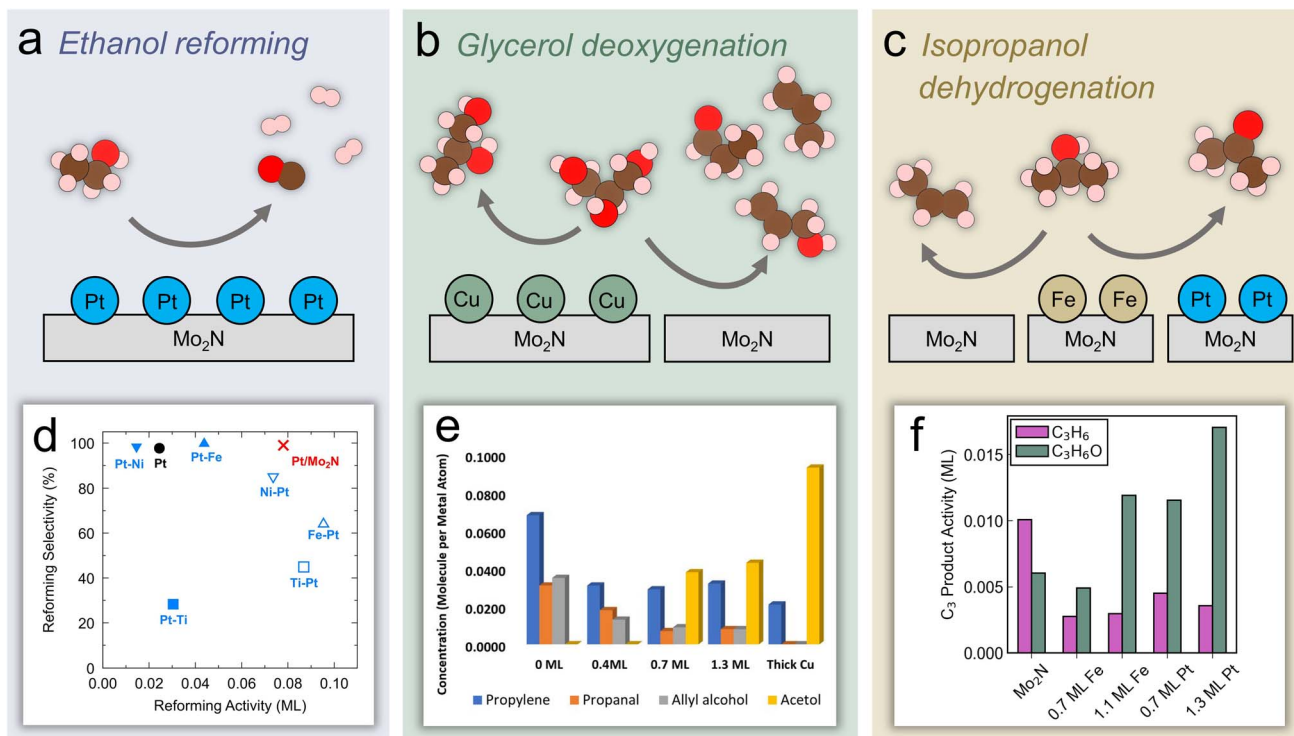 a Ethanol reforming
Pt Pt Pt Pt
Mo₂N
b Glycerol deoxygenation
Cu Cu Cu
Mo₂N Mo₂N
c Isopropanol
dehydrogenation
Fe Fe Pt Pt
Mo₂N Mo₂N Mo₂N
d
Reforming Selectivity (%)
100
80
60
40
20
0
Pt-Ni Pt Pt-Fe Pt/Mo₂N
Ni-Pt
Fe-Pt
Ti-Pt
Pt-Ti
0.00 0.02 0.04 0.06 0.08 0.10
Reforming Activity (ML)
e
Concentration (Molecule per Metal Atom)
0.1000
0.0800
0.0600
0.0400
0.0200
0.0000
0 ML 0.4ML 0.7 ML 1.3 ML Thick Cu
Propylene Propanal Allyl alcohol Acetol
f
C₃ Product Activity (ML)
C₃H₆
C₃H₆O
0.015
0.010
0.005
0.000
Mo₂N 0.7 ML Fe 1.1 ML Fe 0.7 ML Pt 1.3 ML Pt